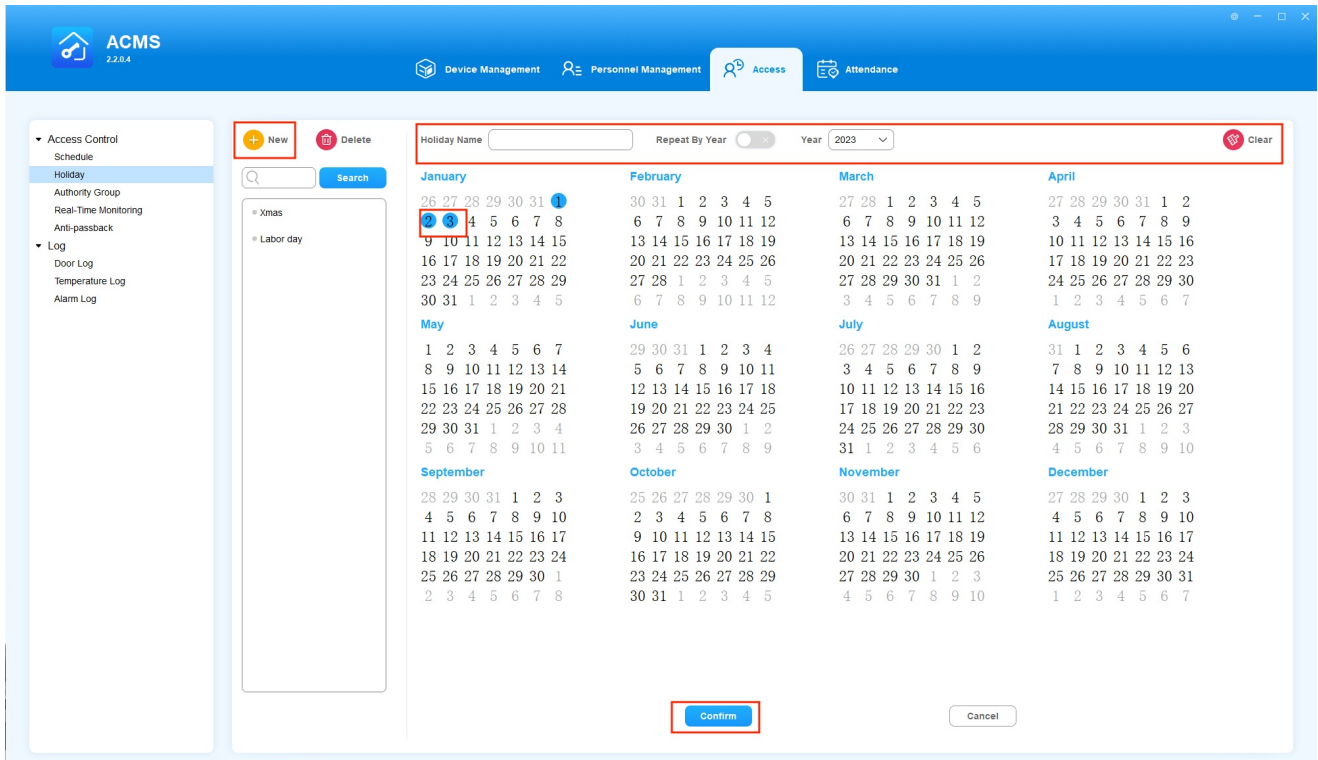 ACMS
2.2.0.4
Device Management Personnel Management Access Attendance
Access Control
Schedule
Holiday
Authority Group
Real-Time Monitoring
Anti-passback
Log
Door Log
Temperature Log
Alarm Log
New Delete
Search
Xmas
Labor day
Holiday Name Repeat By Year Year 2023 Clear
January February March April
26 27 28 29 30 31 1 30 31 1 2 3 4 5 27 28 1 2 3 4 5 27 28 29 30 31 1 2
2 3 4 5 6 7 8 6 7 8 9 10 11 12 6 7 8 9 10 11 12 3 4 5 6 7 8 9
9 10 11 12 13 14 15 13 14 15 16 17 18 19 13 14 15 16 17 18 19 10 11 12 13 14 15 16
16 17 18 19 20 21 22 20 21 22 23 24 25 26 20 21 22 23 24 25 26 17 18 19 20 21 22 23
23 24 25 26 27 28 29 27 28 1 2 3 4 5 27 28 29 30 31 1 2 24 25 26 27 28 29 30
30 31 1 2 3 4 5 6 7 8 9 10 11 12 3 4 5 6 7 8 9 1 2 3 4 5 6 7
May June July August
1 2 3 4 5 6 7 29 30 31 1 2 3 4 26 27 28 29 30 1 2 31 1 2 3 4 5 6
8 9 10 11 12 13 14 5 6 7 8 9 10 11 3 4 5 6 7 8 9 7 8 9 10 11 12 13
15 16 17 18 19 20 21 12 13 14 15 16 17 18 10 11 12 13 14 15 16 14 15 16 17 18 19 20
22 23 24 25 26 27 28 19 20 21 22 23 24 25 17 18 19 20 21 22 23 21 22 23 24 25 26 27
29 30 31 1 2 3 4 26 27 28 29 30 1 2 24 25 26 27 28 29 30 28 29 30 31 1 2 3
5 6 7 8 9 10 11 3 4 5 6 7 8 9 31 1 2 3 4 5 6 4 5 6 7 8 9 10
September October November December
28 29 30 31 1 2 3 25 26 27 28 29 30 1 30 31 1 2 3 4 5 27 28 29 30 1 2 3
4 5 6 7 8 9 10 2 3 4 5 6 7 8 6 7 8 9 10 11 12 4 5 6 7 8 9 10
11 12 13 14 15 16 17 9 10 11 12 13 14 15 13 14 15 16 17 18 19 11 12 13 14 15 16 17
18 19 20 21 22 23 24 16 17 18 19 20 21 22 20 21 22 23 24 25 26 18 19 20 21 22 23 24
25 26 27 28 29 30 1 23 24 25 26 27 28 29 27 28 29 30 1 2 3 25 26 27 28 29 30 31
2 3 4 5 6 7 8 30 31 1 2 3 4 5 4 5 6 7 8 9 10 1 2 3 4 5 6 7
Confirm Cancel